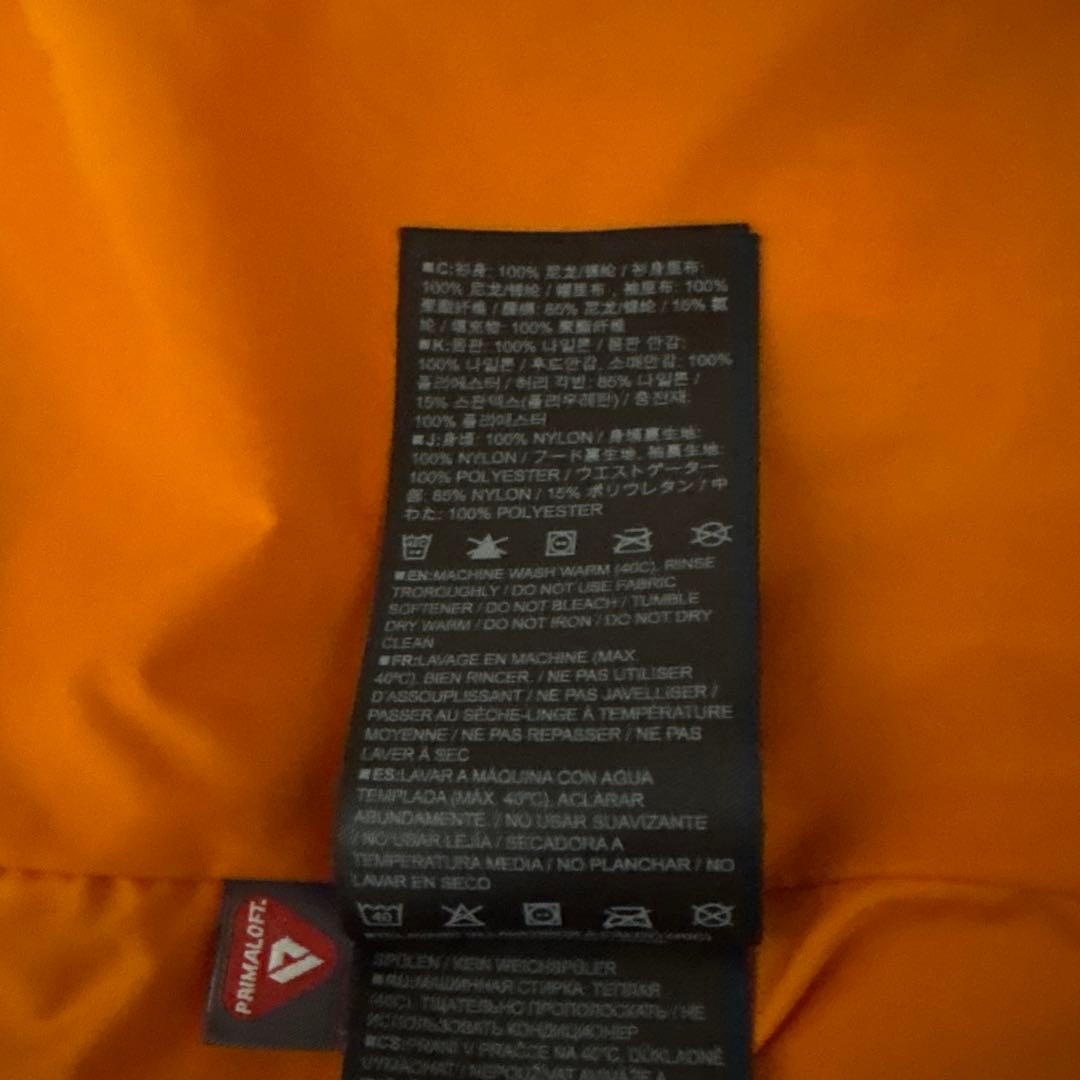 ■C:衫身: 100% 尼龙/锦纶 / 衫身里布:
100% 尼龙/锦纶 / 帽里布 , 袖里布: 100%
聚酯纤维 / 腰裙: 85% 尼龙/锦纶 / 15% 氨
纶 / 填充物: 100% 聚酯纤维
■K:몸판: 100% 나일론 / 몸판 안감:
100% 나일론 / 후드안감, 소매안감: 100%
폴리에스터 / 허리 각반: 85% 나일론 /
15% 스판덱스(폴리우레탄) / 충전재:
100% 폴리에스터
■J:身頃: 100% NYLON / 身頃裏生地:
100% NYLON / フード裏生地, 袖裏生地:
100% POLYESTER / ウエストゲーター
部: 85% NYLON / 15% ポリウレタン / 中
わた: 100% POLYESTER
■EN:MACHINE WASH WARM (40C), RINSE
TROROUGHLY / DO NOT USE FABRIC
SOFTENER / DO NOT BLEACH / TUMBLE
DRY WARM / DO NOT IRON / DO NOT DRY
CLEAN
■FR:LAVAGE EN MACHINE (MAX.
40ºC). BIEN RINCER. / NE PAS UTILISER
D'ASSOUPLISSANT / NE PAS JAVELLISER /
PASSER AU SÈCHE-LINGE À TEMPÉRATURE
MOYENNE / NE PAS REPASSER / NE PAS
LAVER À SEC
■ES:LAVAR A MÁQUINA CON AGUA
TEMPLADA (MÁX. 40ºC). ACLARAR
ABUNDAMENTE. / NO USAR SUAVIZANTE
/ NO USAR LEJÍA / SECADORA A
TEMPERATURA MEDIA / NO PLANCHAR / NO
LAVAR EN SECO
40
SPÜLEN / KEIN WEICHSPÜLER
■RU:МАШИННАЯ СТИРКА: ТЕПЛАЯ
(40C), ТЩАТЕЛЬНО ПРОПОЛОСКАТЬ / НЕ
ИСПОЛЬЗОВАТЬ КОНДИЦИОНЕР
■CS:PRANÍ V PRAČCE NA 40°C, DŮKLADNĚ
VYMÁCHAT / NEPOUŽÍVAT AVIVÁŽE A
PRIMALOFT.